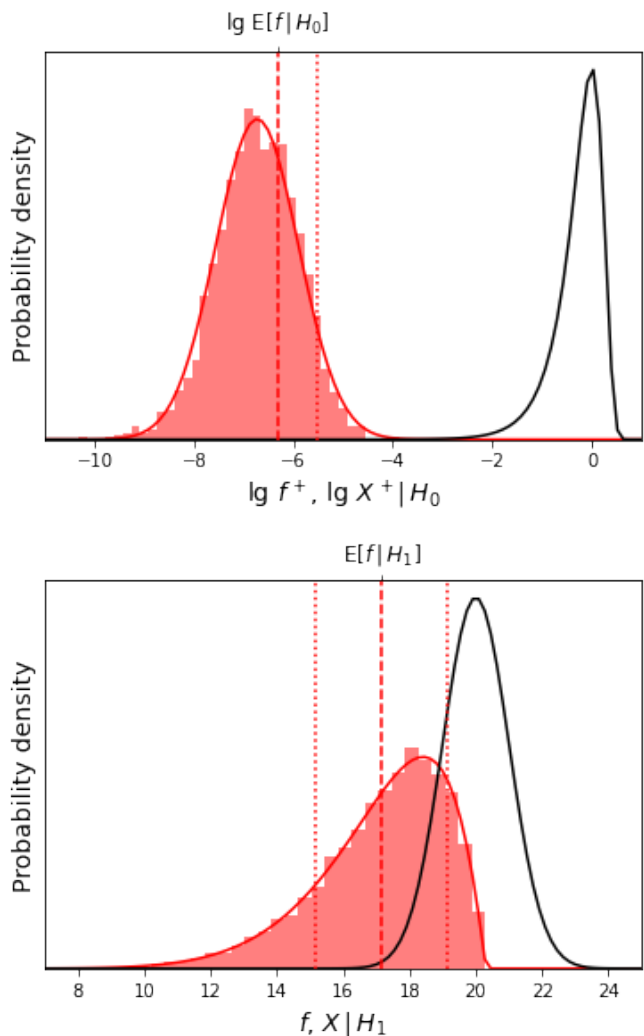 lg E[f|H₀]
Probability density
−10 −8 −6 −4 −2 0
lg f⁺, lg X⁺|H₀
E[f|H₁]
Probability density
8 10 12 14 16 18 20 22 24
f, X|H₁